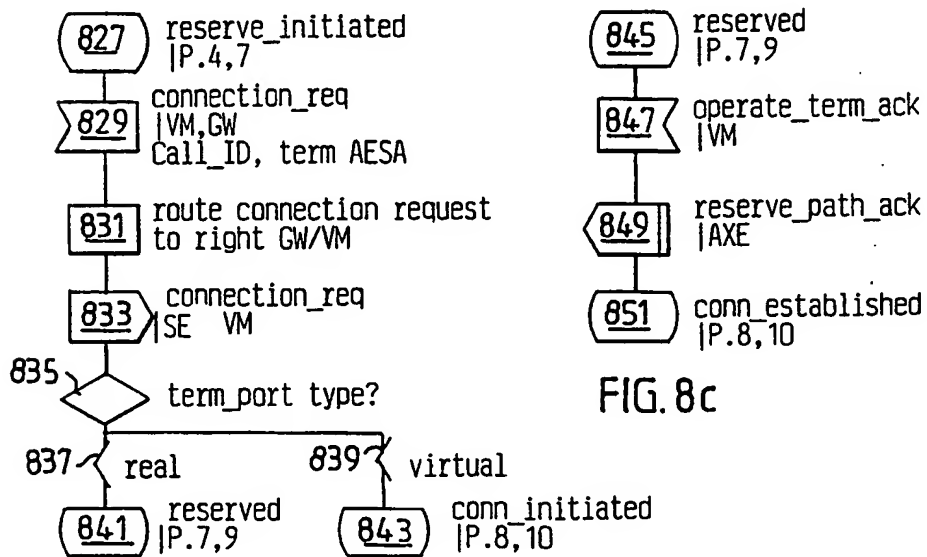 827 reserve_initiated
|P.4,7
829 connection_req
|VM,GW
Call_ID, term AESA
831 route connection request
to right GW/VM
833 connection_req
|SE VM
835 term_port type?
837 real
839 virtual
841 reserved
|P.7,9
843 conn_initiated
|P.8,10
845 reserved
|P.7,9
847 operate_term_ack
|VM
849 reserve_path_ack
|AXE
851 conn_established
|P.8,10
FIG. 8c